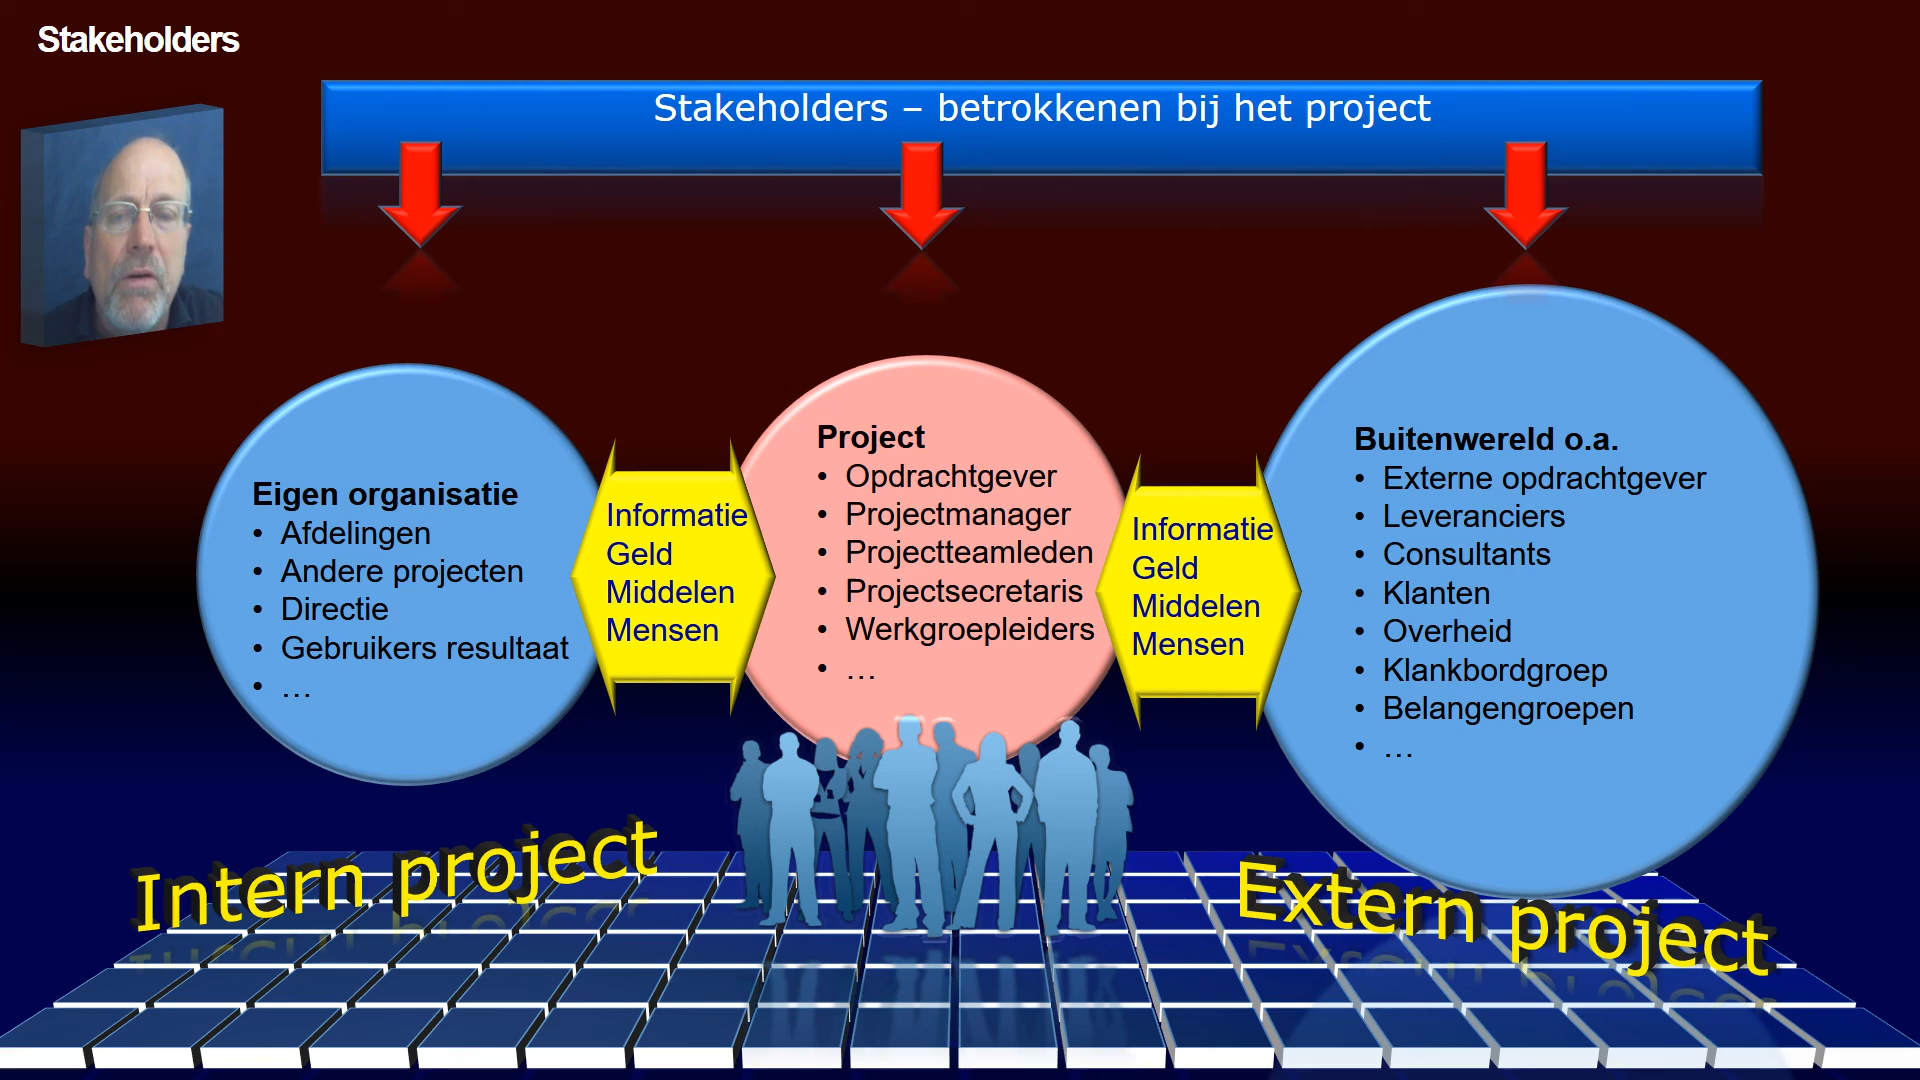 Stakeholders
Stakeholders – betrokkenen bij het project
Eigen organisatie
• Afdelingen
• Andere projecten
• Directie
• Gebruikers resultaat
• ...
Informatie
Geld
Middelen
Mensen
Project
• Opdrachtgever
• Projectmanager
• Projectteamleden
• Projectsecretaris
• Werkgroepleiders
• ...
Informatie
Geld
Middelen
Mensen
Buitenwereld o.a.
• Externe opdrachtgever
• Leveranciers
• Consultants
• Klanten
• Overheid
• Klankbordgroep
• Belangengroepen
• ...
Intern project
Extern project